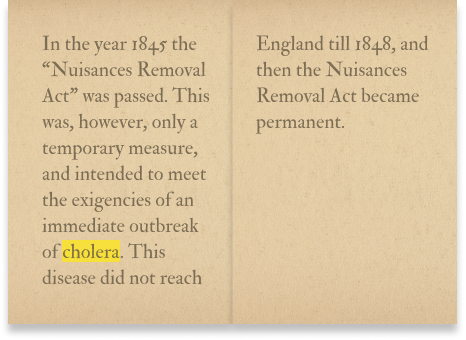 In the year 1845 the
“Nuisances Removal
Act” was passed. This
was, however, only a
temporary measure,
and intended to meet
the exigencies of an
immediate outbreak
of cholera. This
disease did not reach
England till 1848, and
then the Nuisances
Removal Act became
permanent.